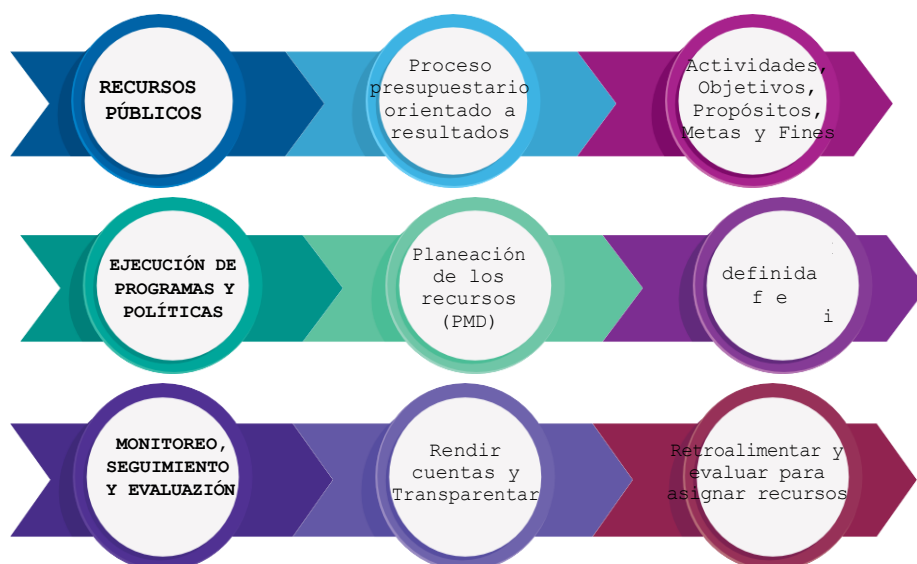 RECURSOS
PÚBLICOS
Proceso
presupuestario
orientado a
resultados
Actividades,
Objetivos,
Propósitos,
Metas y Fines
EJECUCIÓN DE
PROGRAMAS Y
POLÍTICAS
Planeación
de los
recursos
(PMD)
definida
f e
i
MONITOREO,
SEGUIMIENTO
Y EVALUAZIÓN
Rendir
cuentas y
Transparentar
Retroalimentar y
evaluar para
asignar recursos